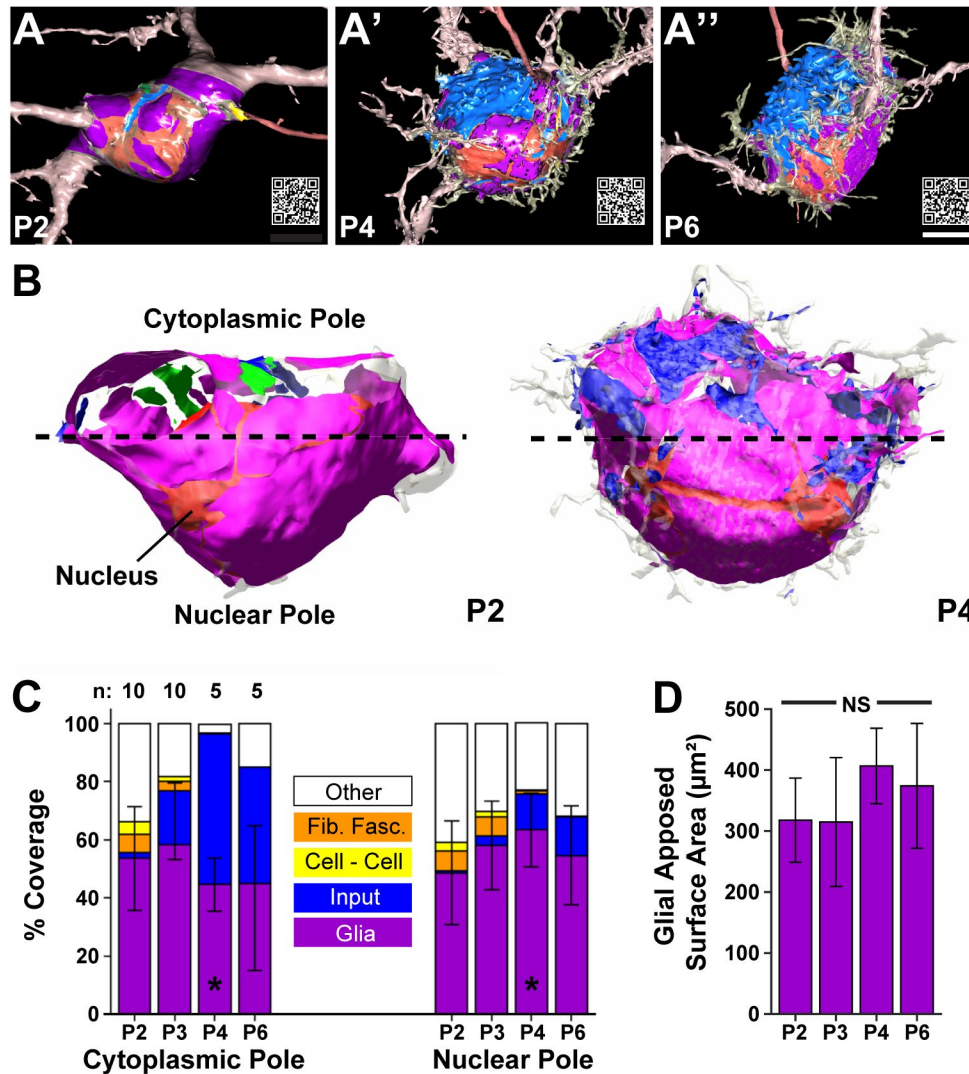 A
P2
A'
P4
A''
P6
B
Cytoplasmic Pole
Nucleus
Nuclear Pole
P2
P4
C
n: 10 10 5 5
% Coverage
100
80
60
40
20
0
Other
Fib. Fasc.
Cell - Cell
Input
Glia
*
*
P2 P3 P4 P6
Cytoplasmic Pole
P2 P3 P4 P6
Nuclear Pole
D
NS
Glial Apposed
Surface Area (µm²)
500
400
300
200
100
0
P2 P3 P4 P6